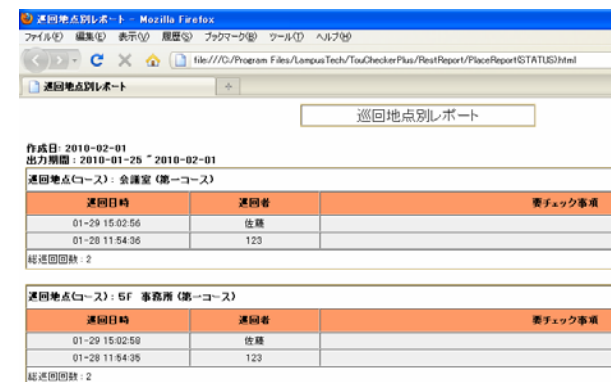 巡回地点別レポート - Mozilla Firefox
ファイル(F) 編集(E) 表示(V) 履歴(S) ブックマーク(B) ツール(T) ヘルプ(H)
file:///C:/Program Files/LampusTech/TouCheckerPlus/RestReport/PlaceReport(STATUS).html
巡回地点別レポート
巡回地点別レポート
作成日: 2010-02-01
出力期間 : 2010-01-25 ~ 2010-02-01
巡回地点(コース) : 会議室 (第一コース)
巡回日時 巡回者 要チェック事項
01-29 15:02:56 佐藤
01-28 11:54:36 123
総巡回回数 : 2
巡回地点(コース) : 5F 事務所 (第一コース)
巡回日時 巡回者 要チェック事項
01-29 15:02:58 佐藤
01-28 11:54:35 123
総巡回回数 : 2